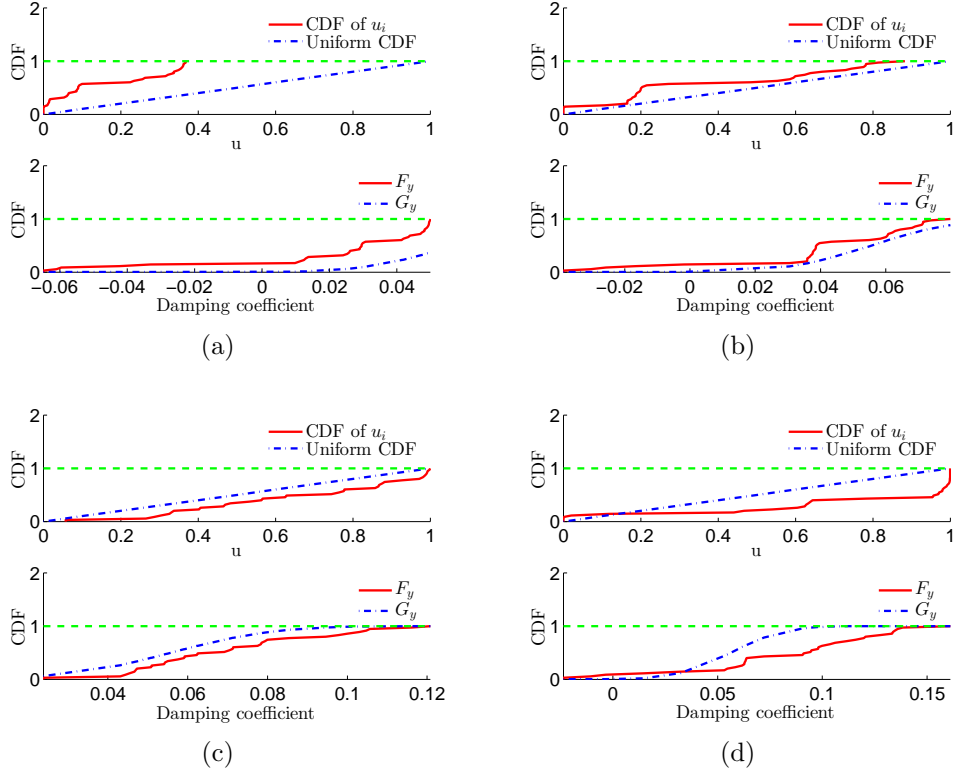 2
1
0
CDF
CDF of u_i
Uniform CDF
0 0.2 0.4 0.6 0.8 1
u
2
1
0
CDF
F_y
G_y
−0.06 −0.04 −0.02 0 0.02 0.04
Damping coefficient
(a)
2
1
0
CDF
CDF of u_i
Uniform CDF
0 0.2 0.4 0.6 0.8 1
u
2
1
0
CDF
F_y
G_y
−0.02 0 0.02 0.04 0.06
Damping coefficient
(b)
2
1
0
CDF
CDF of u_i
Uniform CDF
0 0.2 0.4 0.6 0.8 1
u
2
1
0
CDF
F_y
G_y
0.04 0.06 0.08 0.1 0.12
Damping coefficient
(c)
2
1
0
CDF
CDF of u_i
Uniform CDF
0 0.2 0.4 0.6 0.8 1
u
2
1
0
CDF
F_y
G_y
0 0.05 0.1 0.15
Damping coefficient
(d)